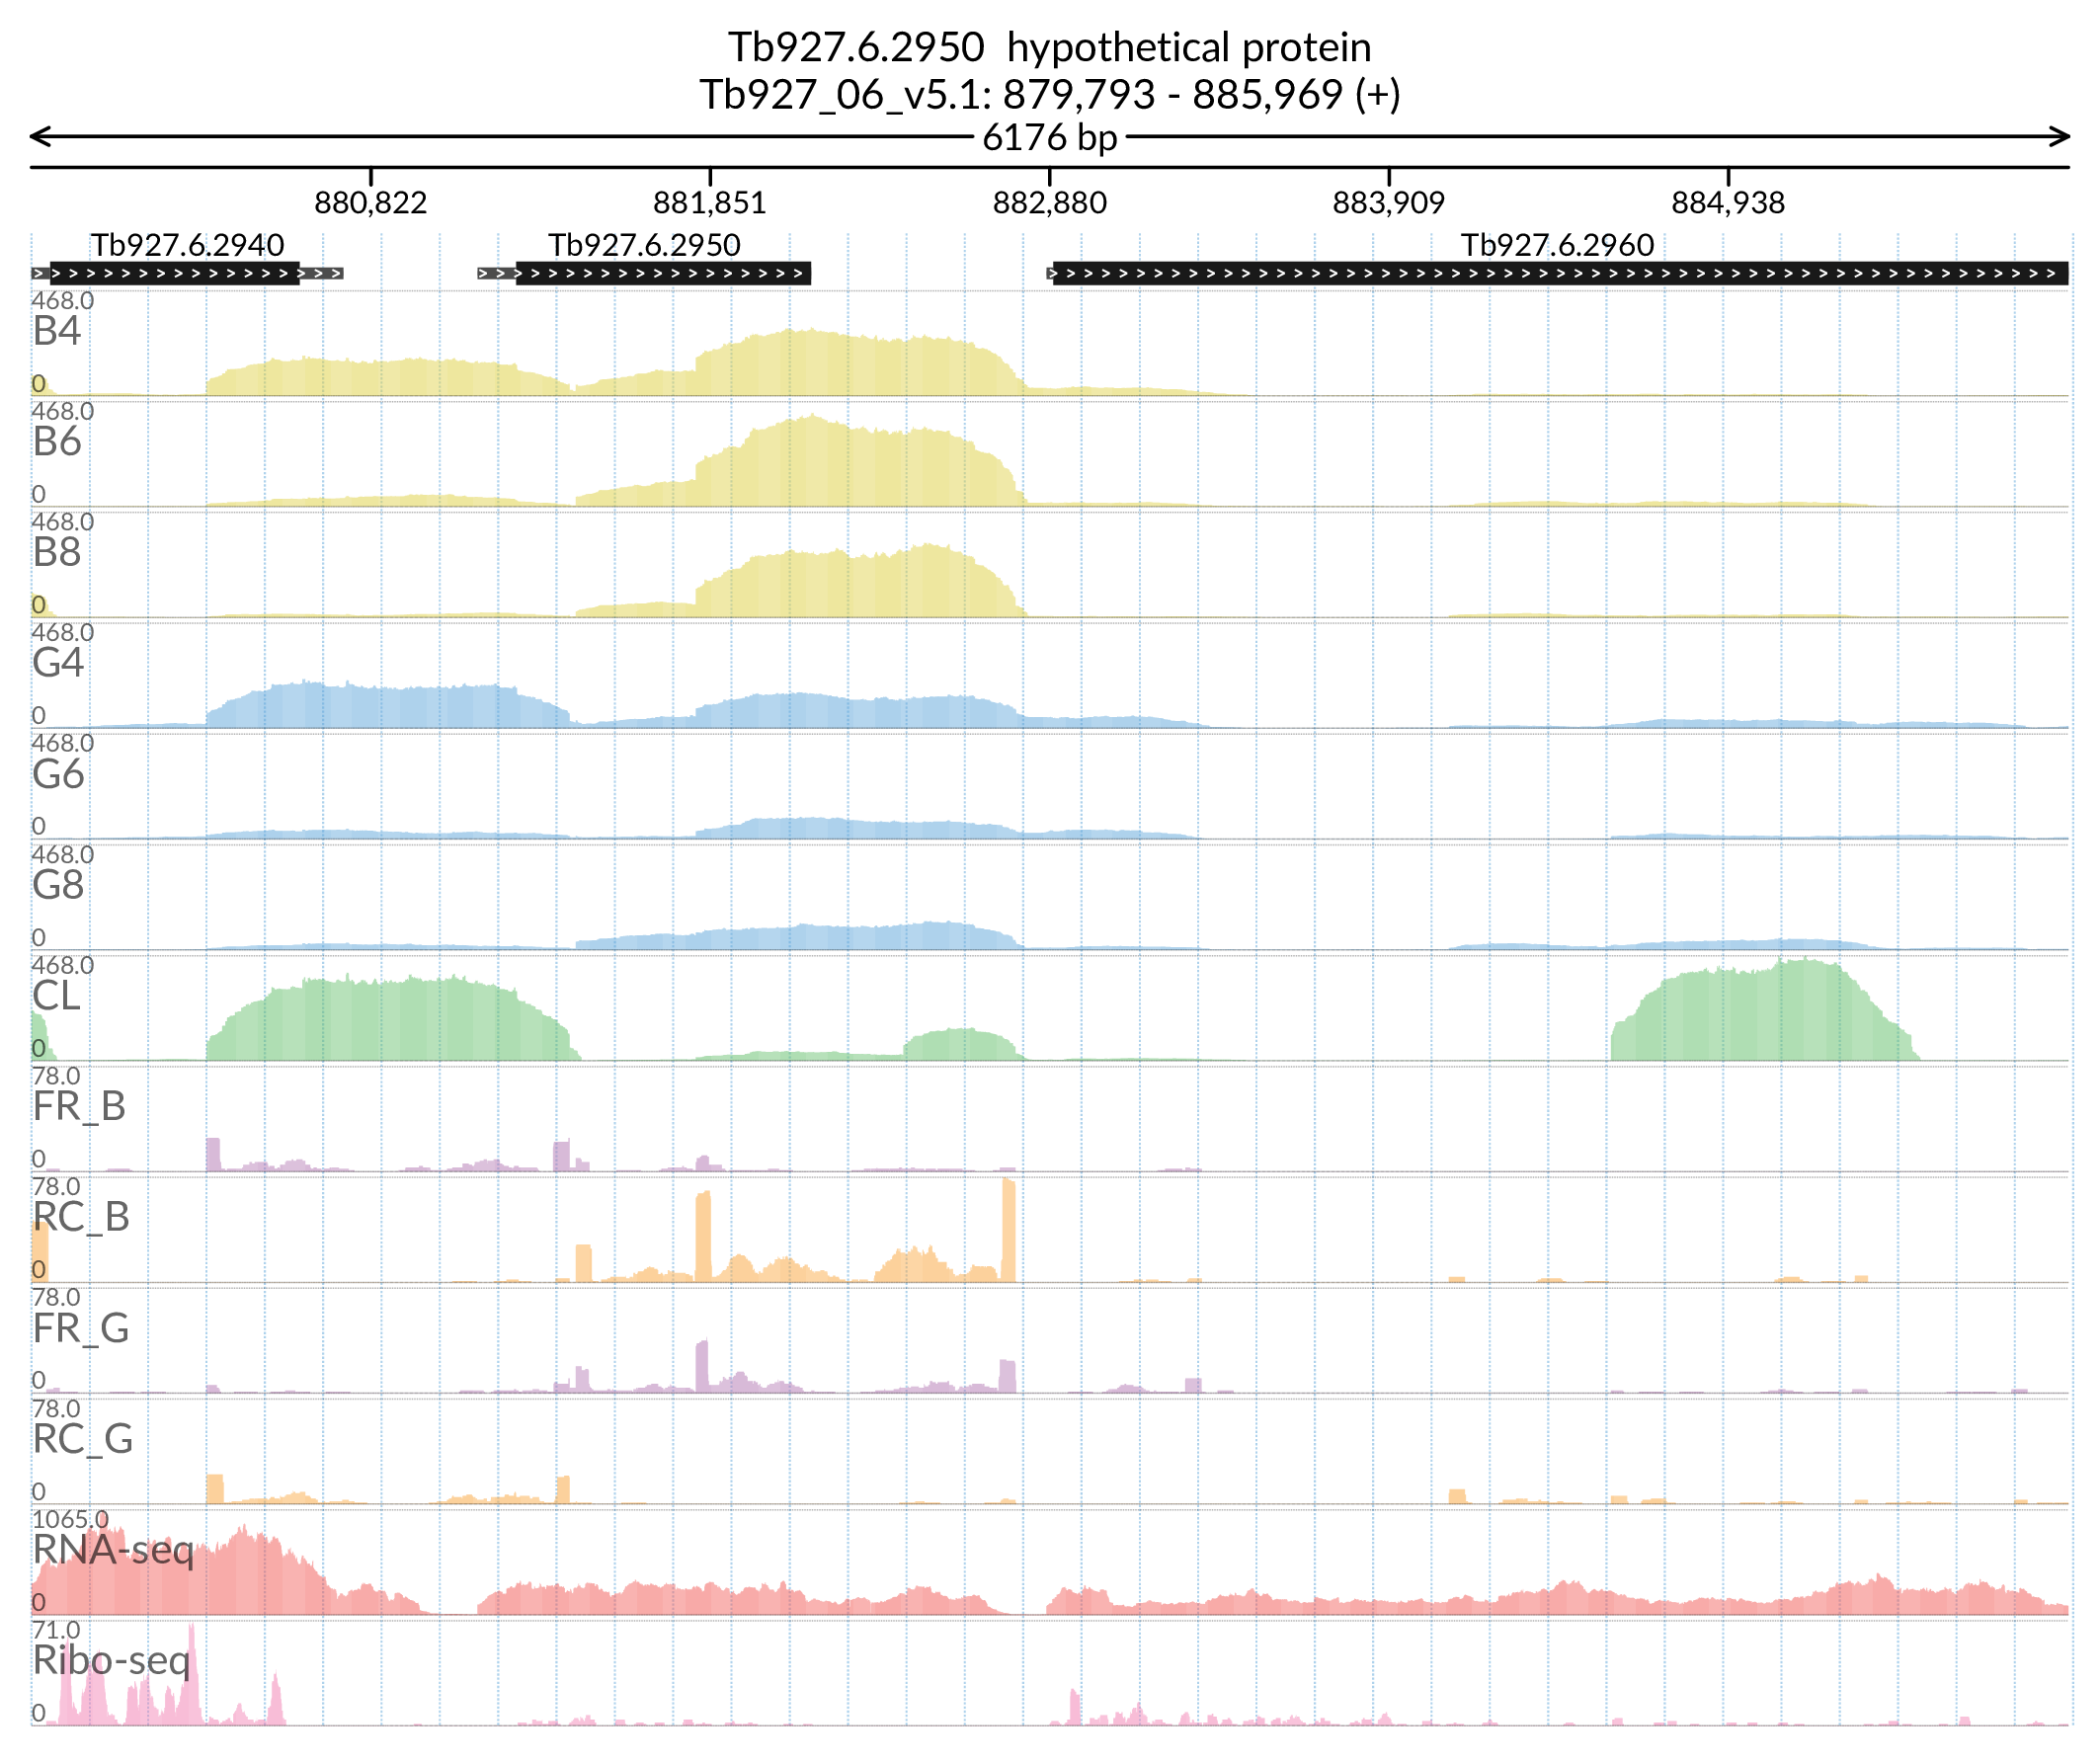 Tb927.6.2950 hypothetical protein
Tb927_06_v5.1: 879,793 - 885,969 (+)
6176 bp
880,822 881,851 882,880 883,909 884,938
Tb927.6.2940 Tb927.6.2950 Tb927.6.2960
468.0
B4
0
468.0
B6
0
468.0
B8
0
468.0
G4
0
468.0
G6
0
468.0
G8
0
468.0
CL
0
78.0
FR_B
0
78.0
RC_B
0
78.0
FR_G
0
78.0
RC_G
0
1065.0
RNA-seq
0
71.0
Ribo-seq
0